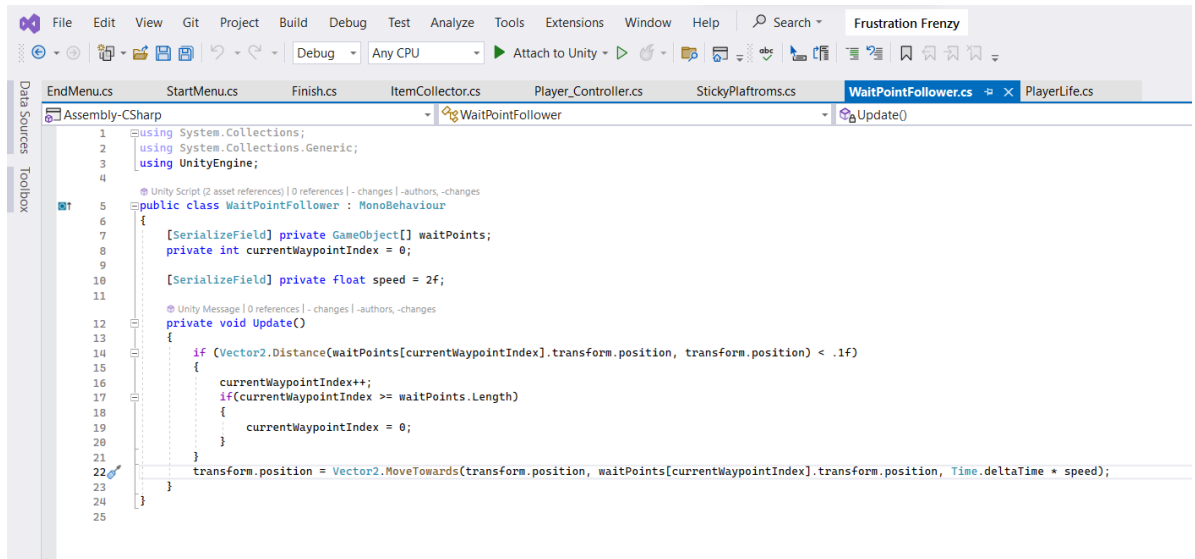 File Edit View Git Project Build Debug Test Analyze Tools Extensions Window Help Search Frustration Frenzy
Debug Any CPU Attach to Unity abc
Data Sources
Toolbox
EndMenu.cs StartMenu.cs Finish.cs ItemCollector.cs Player_Controller.cs StickyPlaftroms.cs WaitPointFollower.cs PlayerLife.cs
Assembly-CSharp WaitPointFollower Update()
1 using System.Collections;
2 using System.Collections.Generic;
3 using UnityEngine;
4
Unity Script (2 asset references) | 0 references | - changes | -authors, -changes
5 public class WaitPointFollower : MonoBehaviour
6 {
7 [SerializeField] private GameObject[] waitPoints;
8 private int currentWaypointIndex = 0;
9
10 [SerializeField] private float speed = 2f;
11
Unity Message | 0 references | - changes | -authors, -changes
12 private void Update()
13 {
14 if (Vector2.Distance(waitPoints[currentWaypointIndex].transform.position, transform.position) < .1f)
15 {
16 currentWaypointIndex++;
17 if(currentWaypointIndex >= waitPoints.Length)
18 {
19 currentWaypointIndex = 0;
20 }
21 }
22 transform.position = Vector2.MoveTowards(transform.position, waitPoints[currentWaypointIndex].transform.position, Time.deltaTime * speed);
23 }
24 }
25